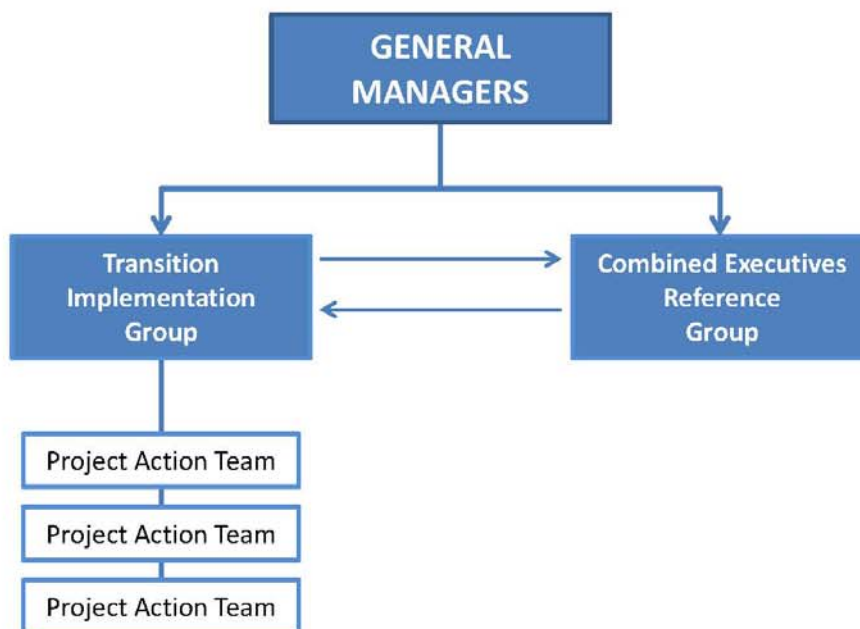 GENERAL
MANAGERS
Transition
Implementation
Group
Combined Executives
Reference
Group
Project Action Team
Project Action Team
Project Action Team